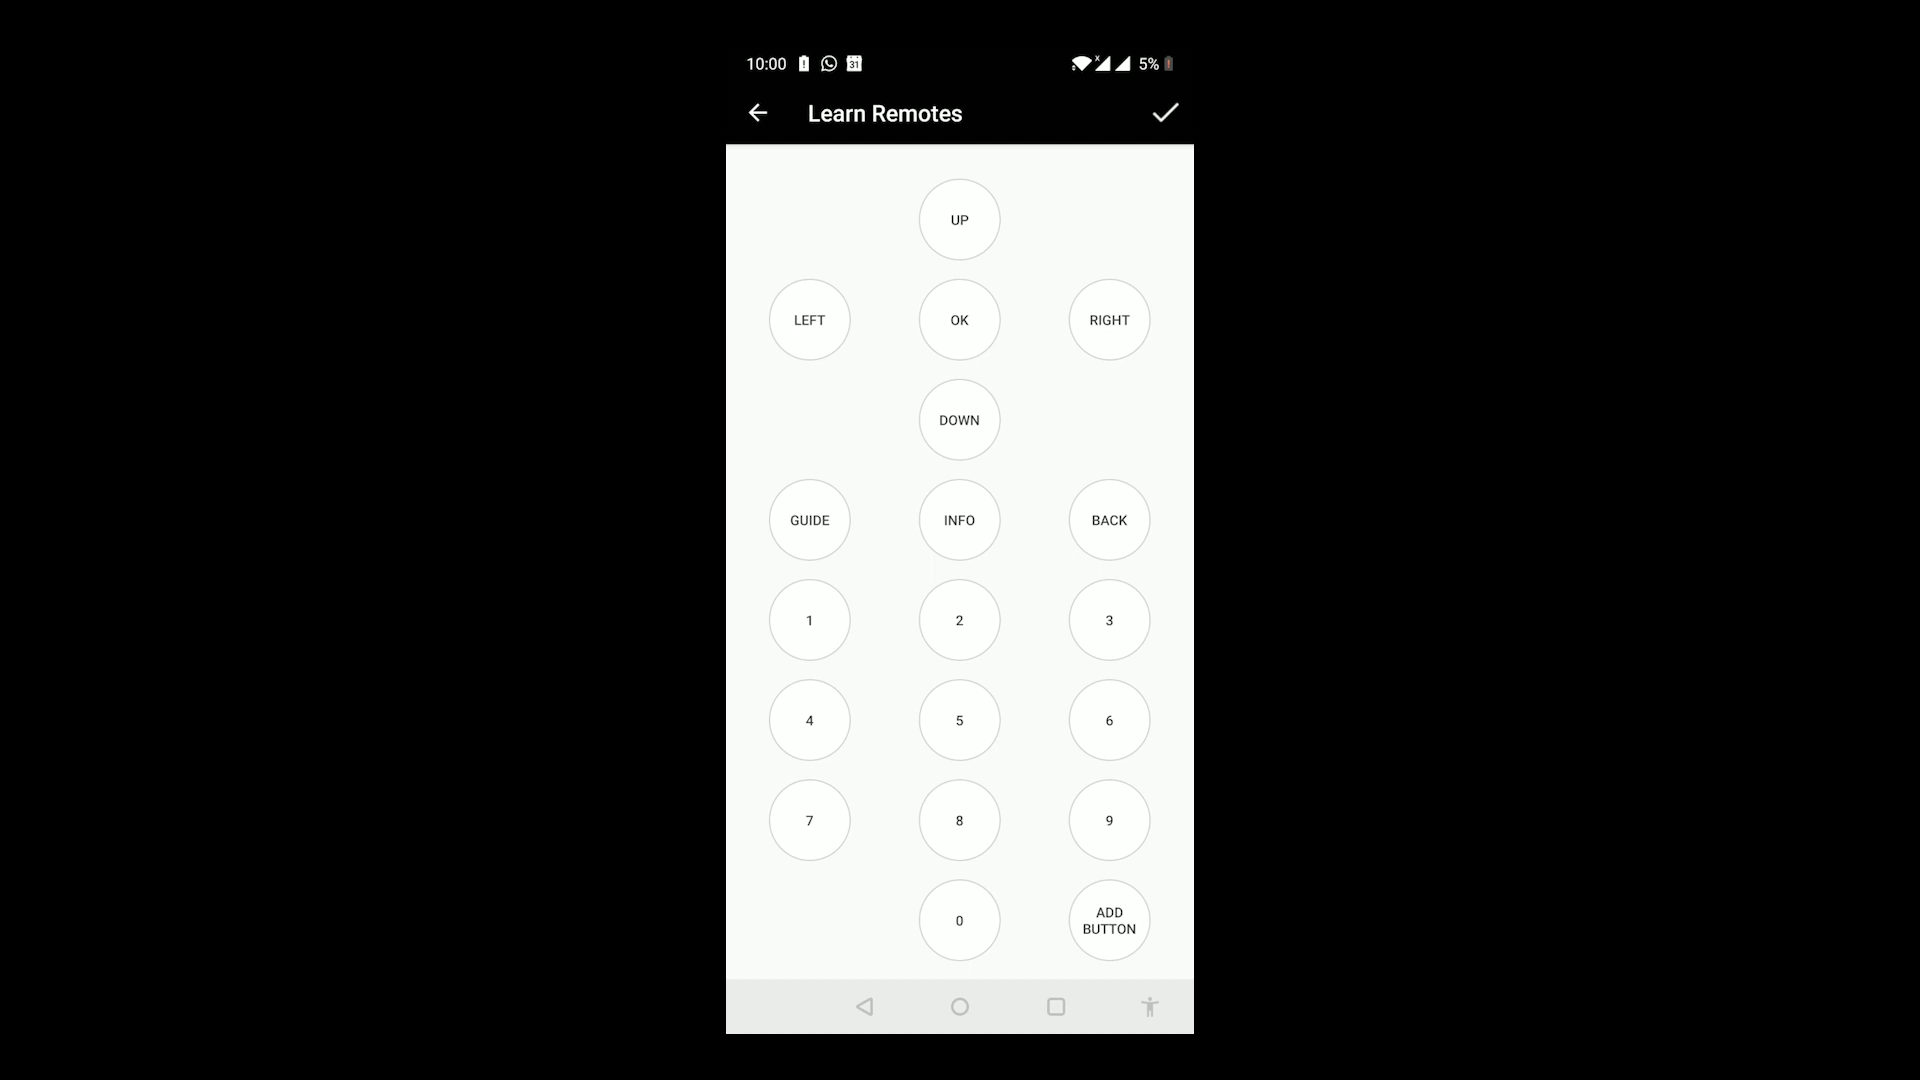 10:00 31 5%
Learn Remotes
UP
LEFT OK RIGHT
DOWN
GUIDE INFO BACK
1 2 3
4 5 6
7 8 9
0 ADD
BUTTON